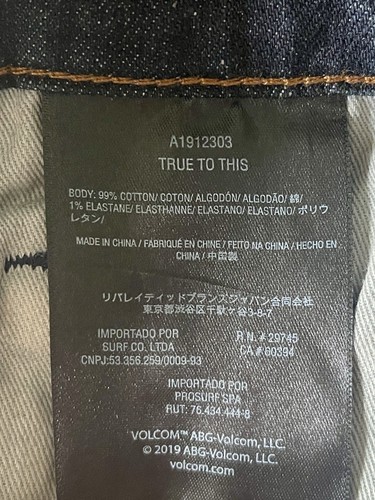 A1912303
TRUE TO THIS
BODY: 99% COTTON/ COTON/ ALGODÓN/ ALGODÃO/ 綿/
1% ELASTANE/ ELASTHANNE/ ELASTANO/ ELASTANO/ ポリウ
レタン/
MADE IN CHINA / FABRIQUÉ EN CHINE / FEITO NA CHINA / HECHO EN
CHINA / 中国製
リバレイティッドブランズジャパン合同会社
東京都渋谷区千駄ヶ谷3-8-7
IMPORTADO POR
SURF CO. LTDA
CNPJ:53.356.259/0009-93
R.N. # 29745
CA # 60394
IMPORTADO POR
PROSURF SPA
RUT: 76.434.444-8
VOLCOM™ ABG-Volcom, LLC.
© 2019 ABG-Volcom, LLC.
volcom.com